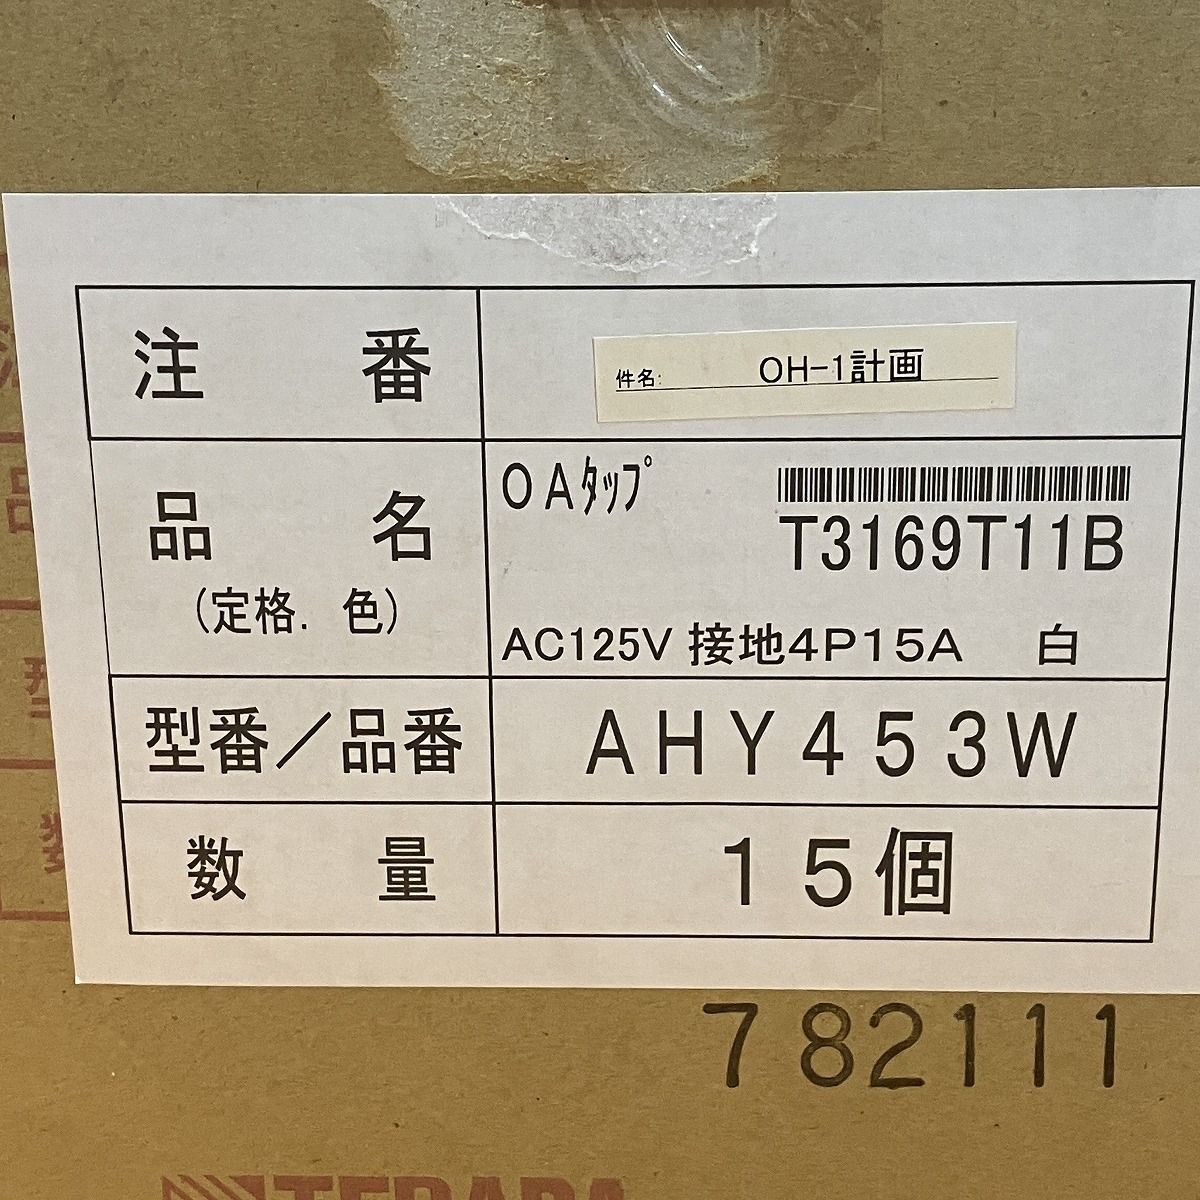 注 番
件名: OH-1計画
品 名
(定格. 色)
OAタップ
T3169T11B
AC125V 接地4P15A 白
型番/品番
AHY453W
数 量
15個
782111